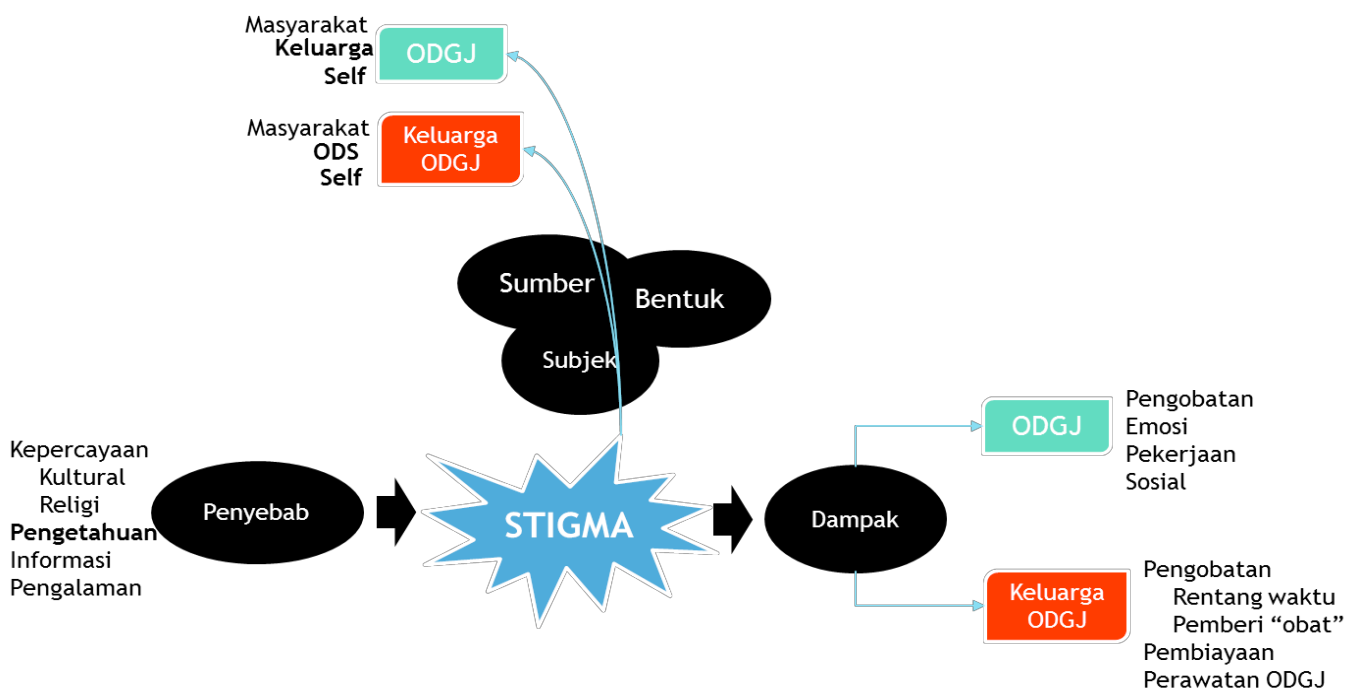 Masyarakat
Keluarga
Self
ODGJ
Masyarakat
ODS
Self
Keluarga
ODGJ
Sumber
Bentuk
Subjek
Kepercayaan
Kultural
Religi
Pengetahuan
Informasi
Pengalaman
Penyebab
STIGMA
Dampak
ODGJ
Pengobatan
Emosi
Pekerjaan
Sosial
Keluarga
ODGJ
Pengobatan
Rentang waktu
Pemberi “obat”
Pembiayaan
Perawatan ODGJ